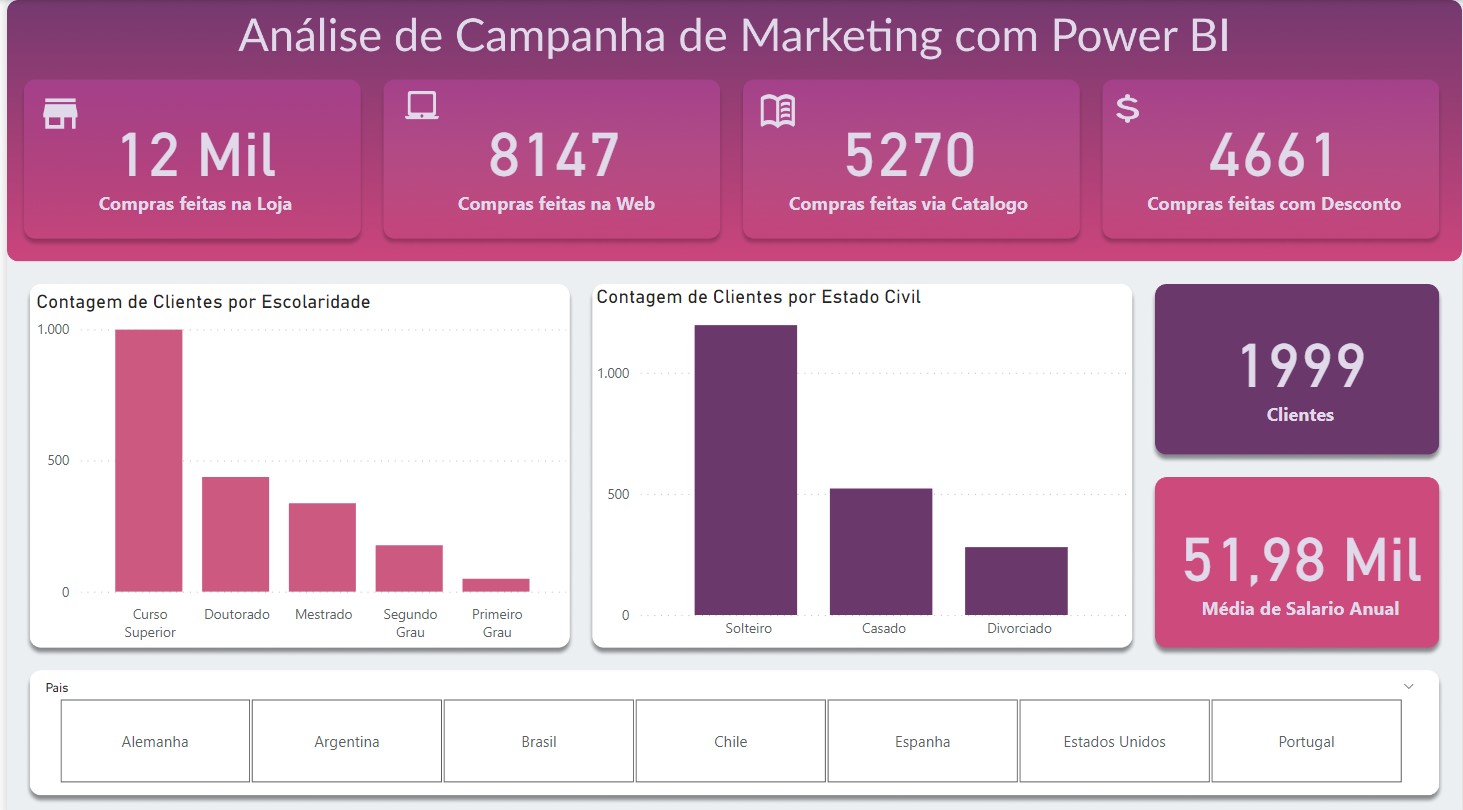 Análise de Campanha de Marketing com Power BI
12 Mil
Compras feitas na Loja
8147
Compras feitas na Web
5270
Compras feitas via Catalogo
$
4661
Compras feitas com Desconto
Contagem de Clientes por Escolaridade
1.000
500
0
Curso Superior
Doutorado
Mestrado
Segundo Grau
Primeiro Grau
Contagem de Clientes por Estado Civil
1.000
500
0
Solteiro
Casado
Divorciado
1999
Clientes
51,98 Mil
Média de Salario Anual
Pais
Alemanha
Argentina
Brasil
Chile
Espanha
Estados Unidos
Portugal